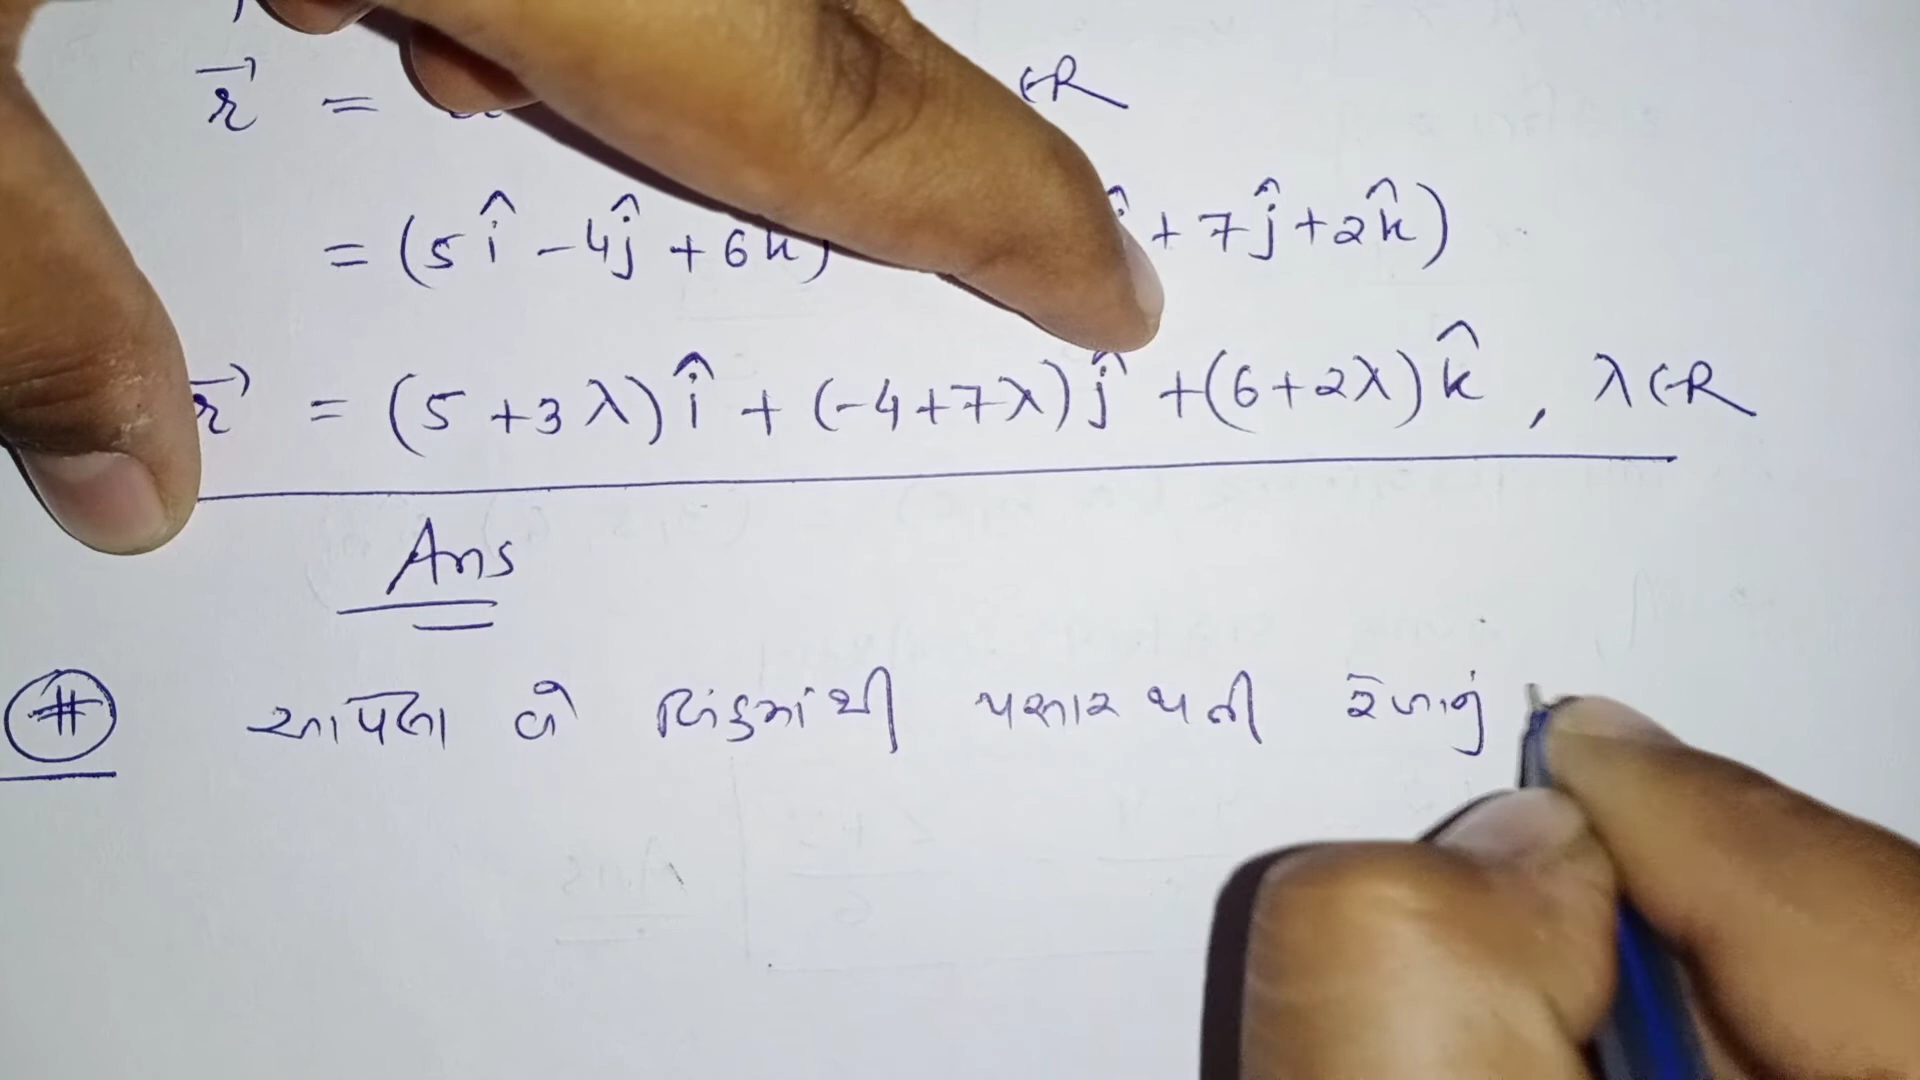 r⃗ = ∈R
= (5î - 4ĵ + 6k) î + 7ĵ + 2k̂)
r⃗ = (5 + 3λ)î + (-4 + 7λ)ĵ + (6 + 2λ)k̂ , λ∈R
Ans
# આપેલા બે બિંદુમાંથી પસાર થતી રેખાનું